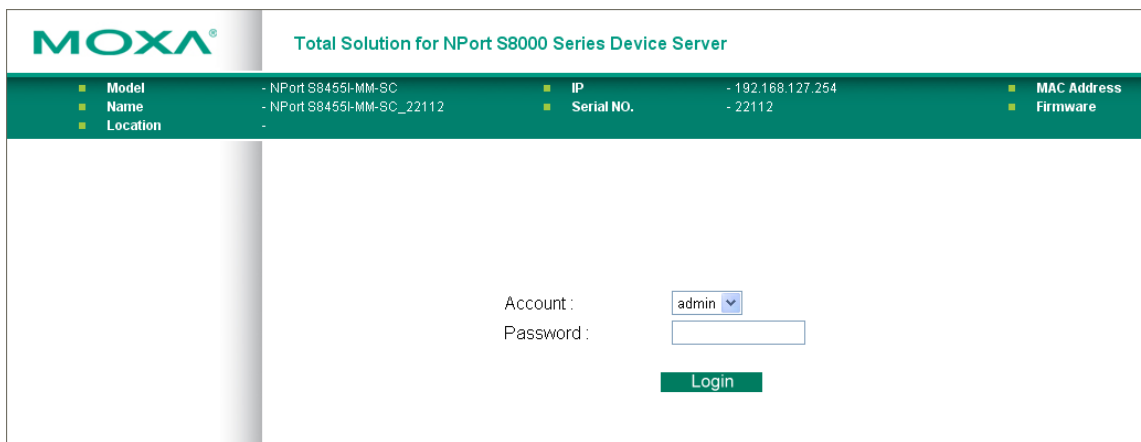 MOXA®
Total Solution for NPort S8000 Series Device Server
Model - NPort S8455I-MM-SC IP - 192.168.127.254 MAC Address
Name - NPort S8455I-MM-SC_22112 Serial NO. - 22112 Firmware
Location -
Account : admin
Password :
Login